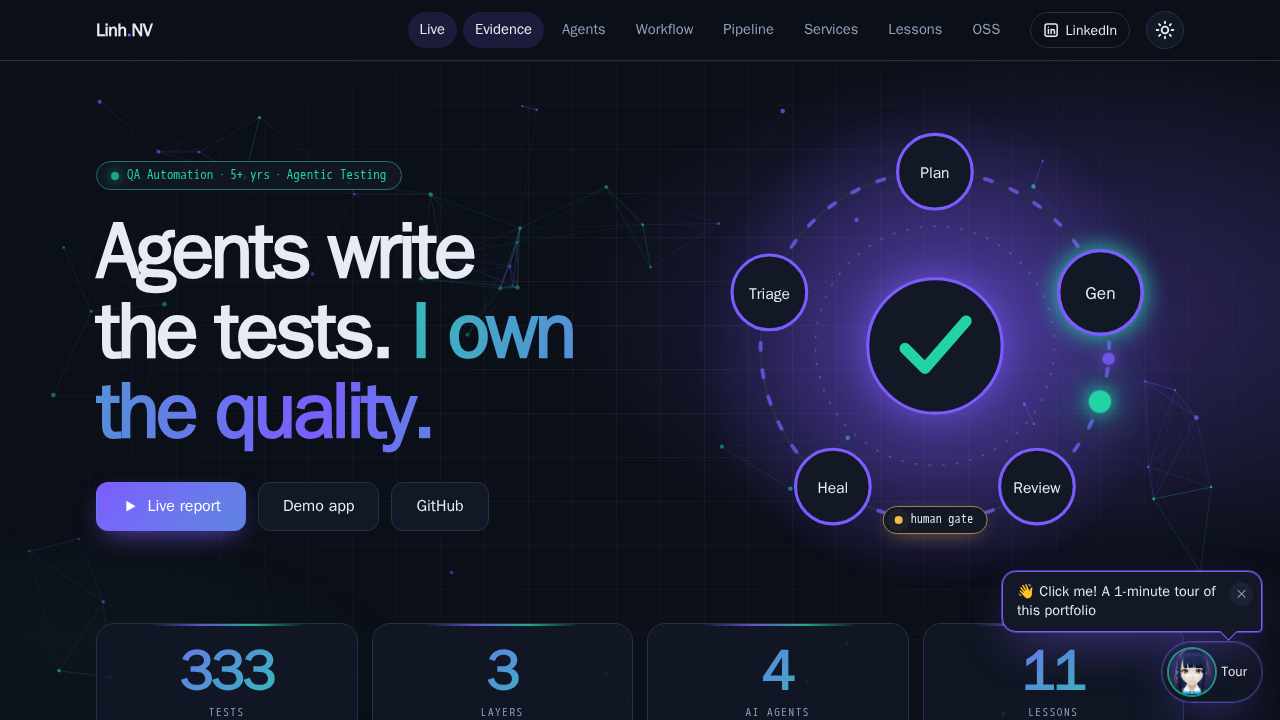 Linh.NV
Live
Evidence
Agents
Workflow
Pipeline
Services
Lessons
OSS
LinkedIn
QA Automation · 5+ yrs · Agentic Testing
Agents write
the tests. I own
the quality.
Live report
Demo app
GitHub
Plan
Gen
Triage
Heal
Review
human gate
👋 Click me! A 1-minute tour of
this portfolio
Tour
333
TESTS
3
LAYERS
4
AI AGENTS
11
LESSONS